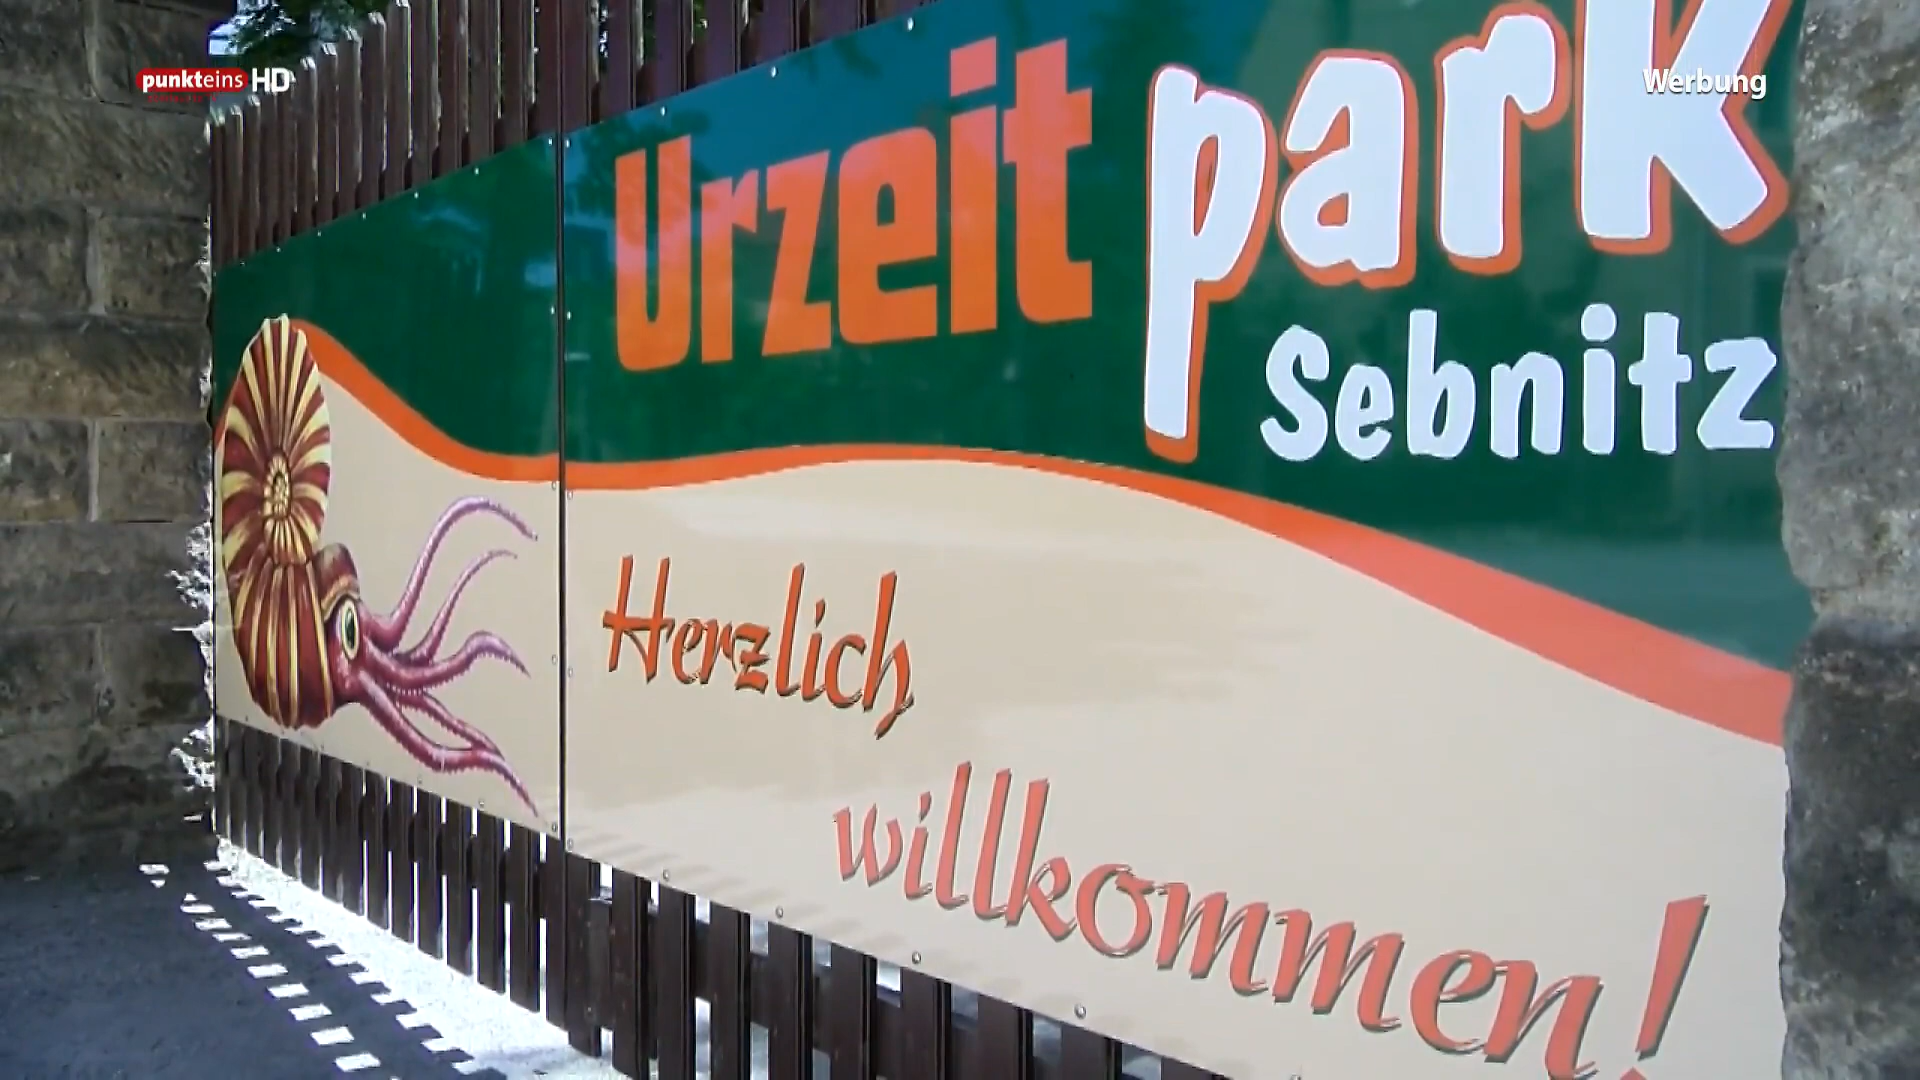 punkteins HD
Werbung
Urzeit park
Sebnitz
Herzlich
willkommen!